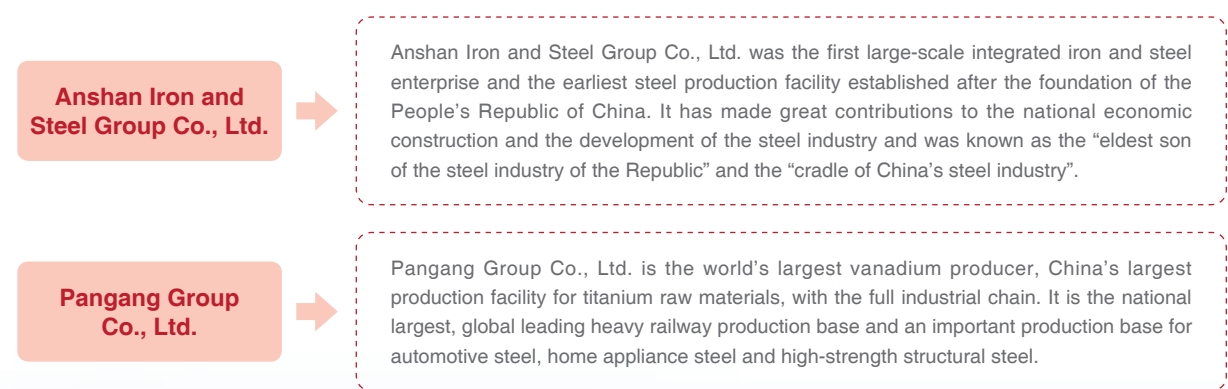 Anshan Iron and
Steel Group Co., Ltd.
Anshan Iron and Steel Group Co., Ltd. was the first large-scale integrated iron and steel
enterprise and the earliest steel production facility established after the foundation of the
People’s Republic of China. It has made great contributions to the national economic
construction and the development of the steel industry and was known as the “eldest son
of the steel industry of the Republic” and the “cradle of China’s steel industry”.
Pangang Group
Co., Ltd.
Pangang Group Co., Ltd. is the world’s largest vanadium producer, China’s largest
production facility for titanium raw materials, with the full industrial chain. It is the national
largest, global leading heavy railway production base and an important production base for
automotive steel, home appliance steel and high-strength structural steel.